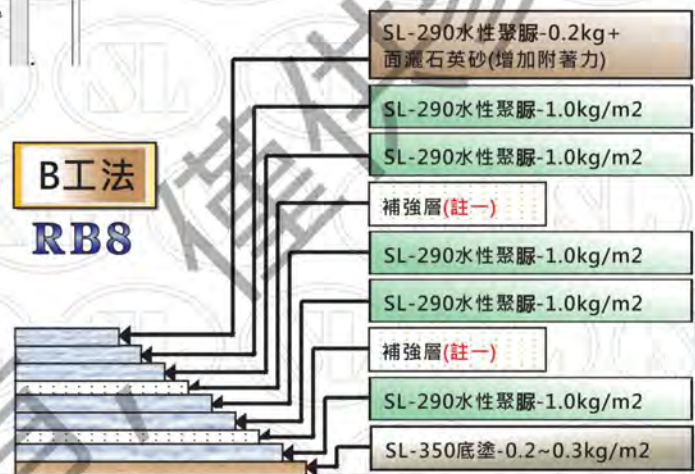 SL-290水性聚脲-0.2kg+
面灑石英砂(增加附著力)
SL-290水性聚脲-1.0kg/m2
SL-290水性聚脲-1.0kg/m2
B工法
RB8
補強層(註一)
SL-290水性聚脲-1.0kg/m2
SL-290水性聚脲-1.0kg/m2
補強層(註一)
SL-290水性聚脲-1.0kg/m2
SL-350底塗-0.2~0.3kg/m2
僅供
SL